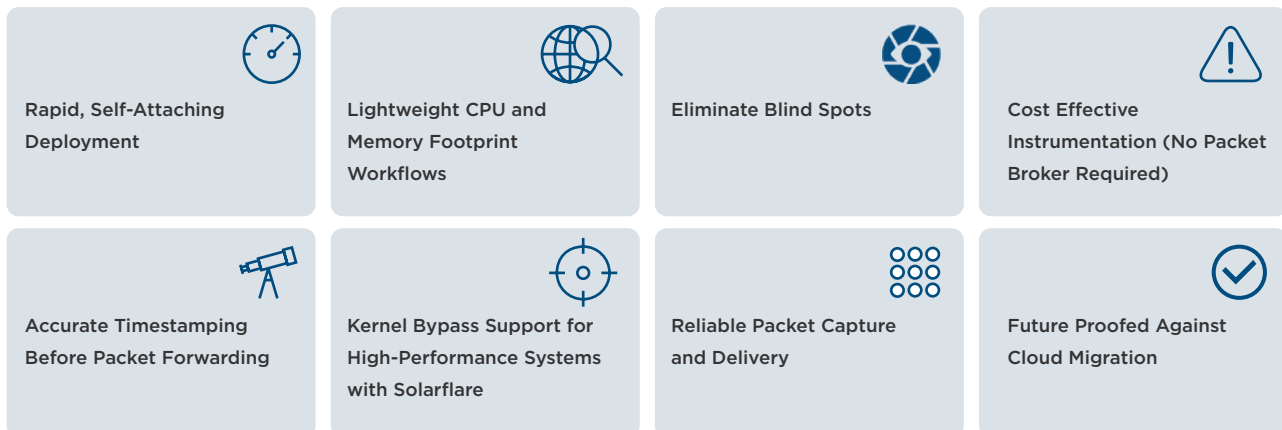 Rapid, Self-Attaching
Deployment
Lightweight CPU and
Memory Footprint
Workflows
Eliminate Blind Spots
Cost Effective
Instrumentation (No Packet
Broker Required)
Accurate Timestamping
Before Packet Forwarding
Kernel Bypass Support for
High-Performance Systems
with Solarflare
Reliable Packet Capture
and Delivery
Future Proofed Against
Cloud Migration